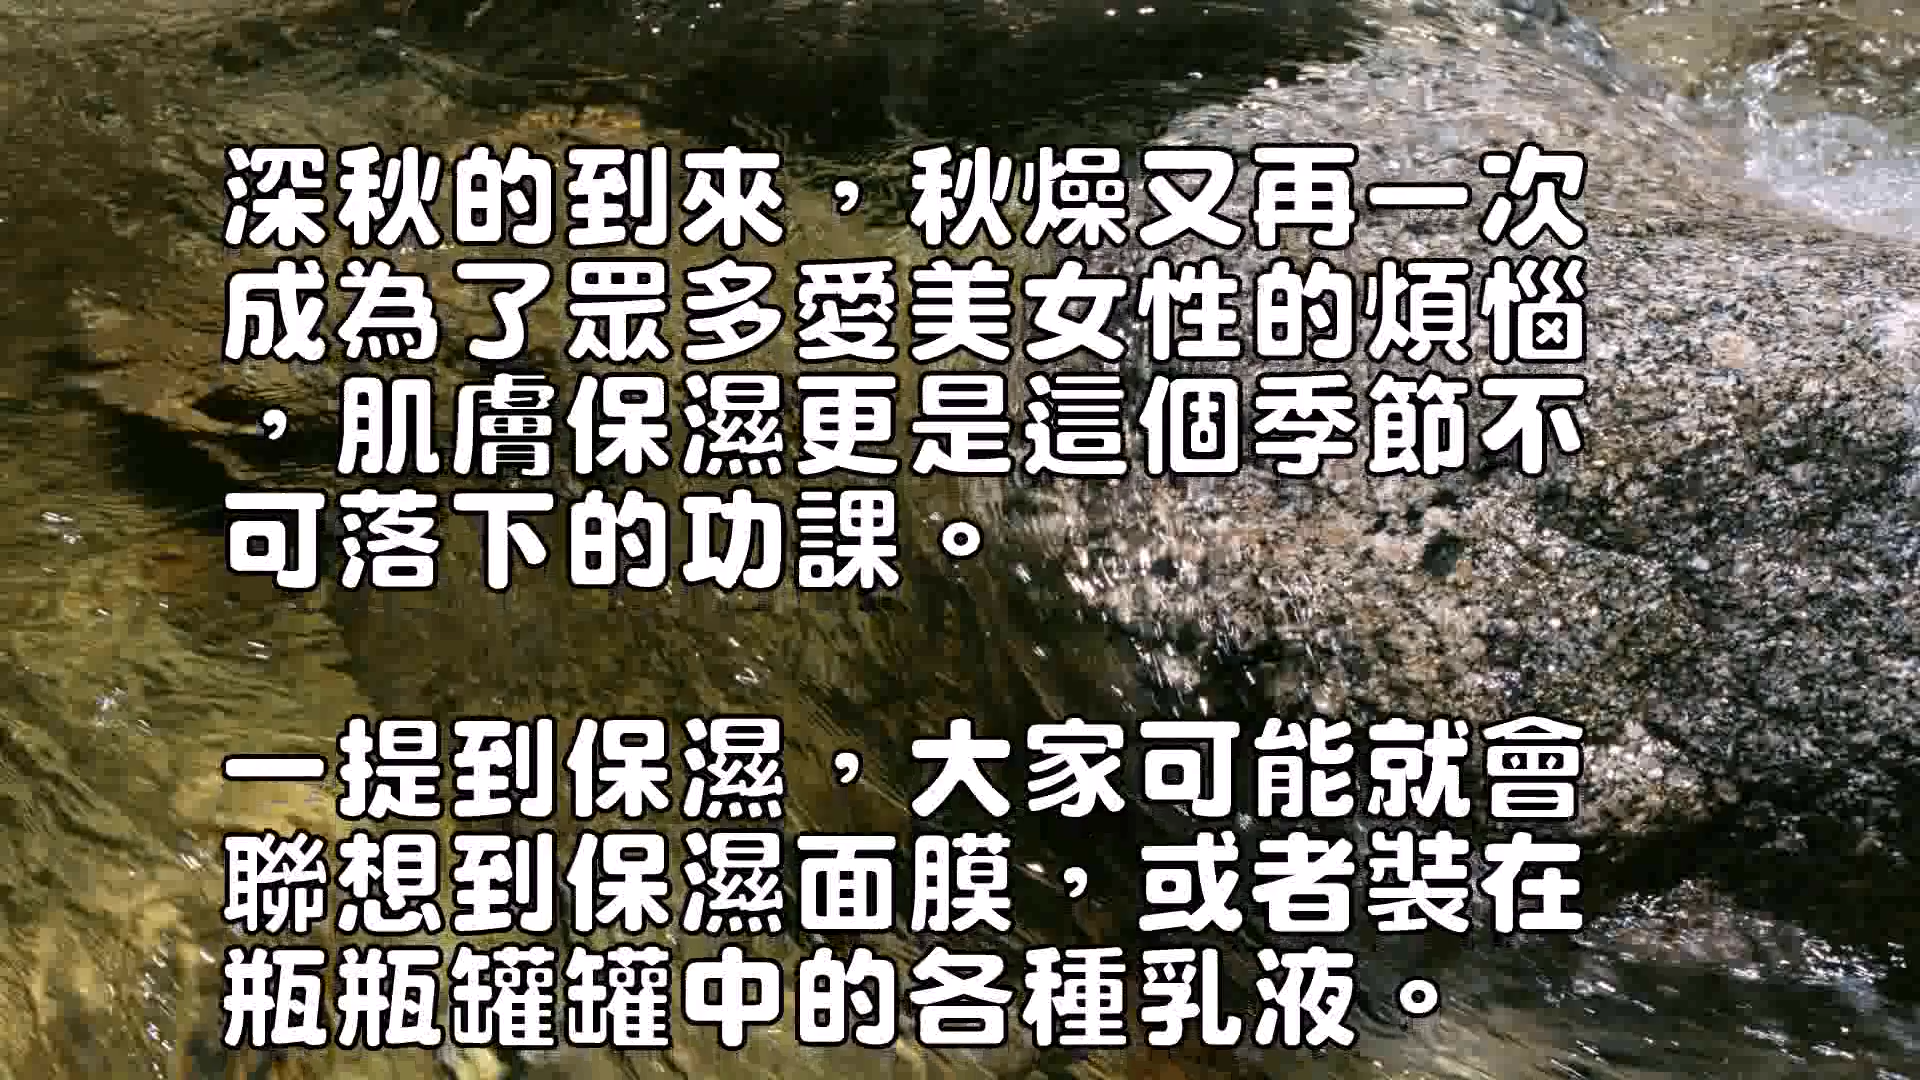 深秋的到來，秋燥又再一次
成為了眾多愛美女性的煩惱
，肌膚保濕更是這個季節不
可落下的功課。
一提到保濕，大家可能就會
聯想到保濕面膜，或者裝在
瓶瓶罐罐中的各種乳液。